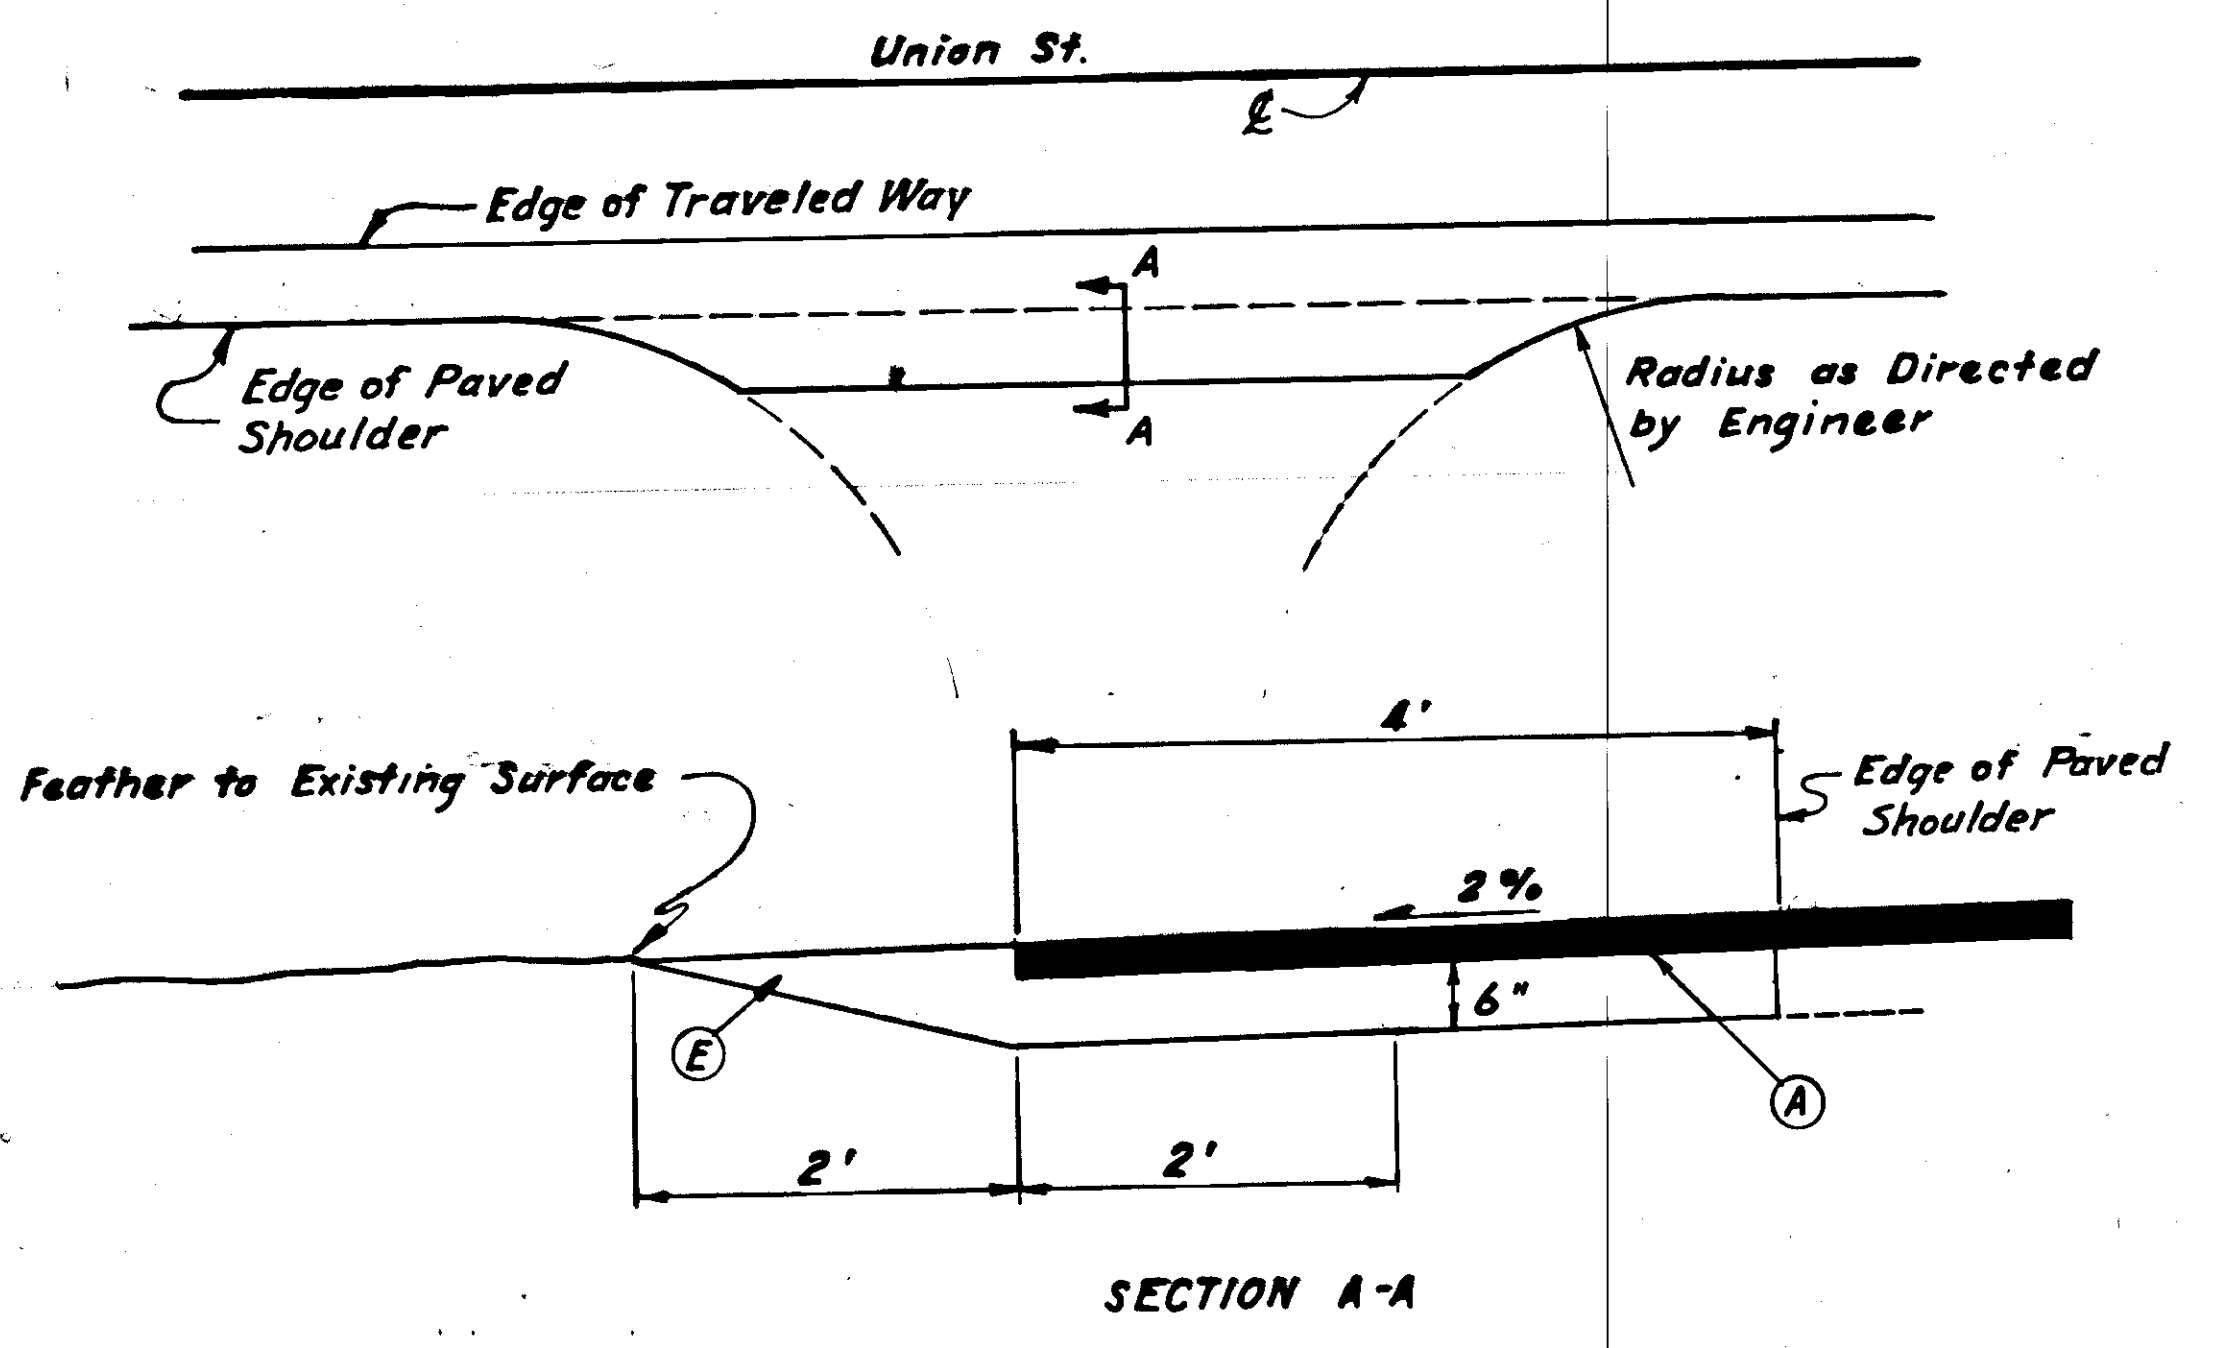 Union St.
℄
Edge of Traveled Way
A
Edge of Paved
Shoulder
A
Radius as Directed
by Engineer
4'
Feather to Existing Surface
Edge of Paved
Shoulder
2%
6"
E
A
2'
2'
SECTION A-A